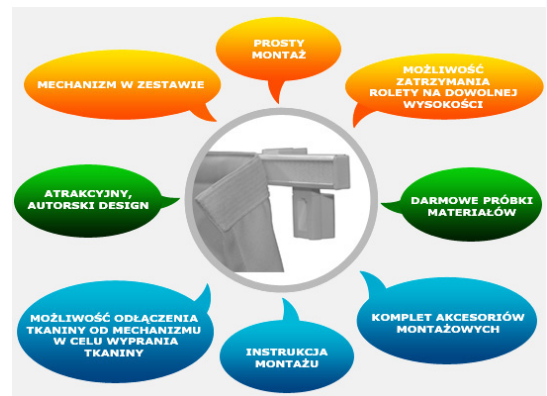 PROSTY
MONTAŻ
MECHANIZM W ZESTAWIE
MOŻLIWOŚĆ
ZATRZYMANIA
ROLETY NA DOWOLNEJ
WYSOKOŚCI
ATRAKCYJNY,
AUTORSKI DESIGN
DARMOWE PRÓBKI
MATERIAŁÓW
MOŻLIWOŚĆ ODŁĄCZENIA
TKANINY OD MECHANIZMU
W CELU WYPRANIA
TKANINY
INSTRUKCJA
MONTAŻU
KOMPLET AKCESORIÓW
MONTAŻOWYCH